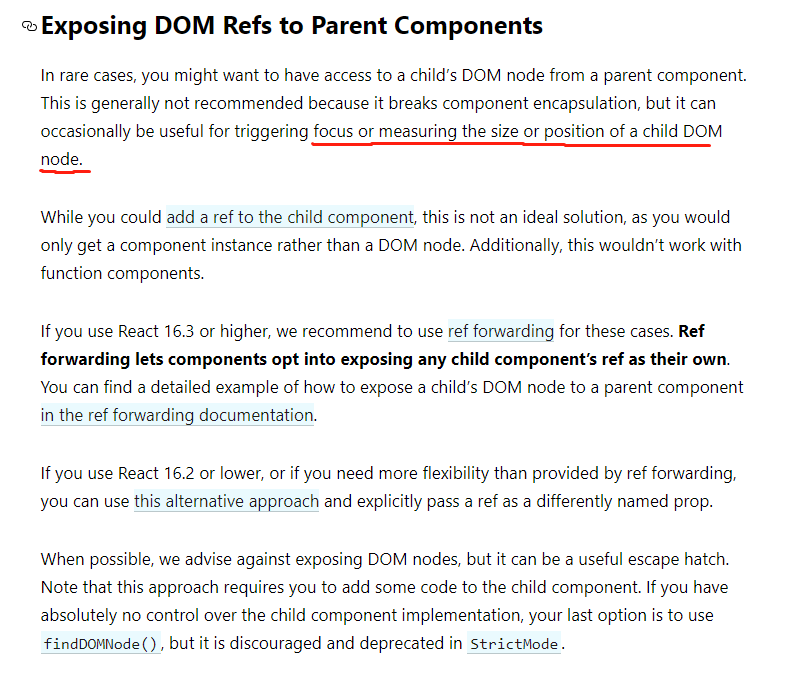 Exposing DOM Refs to Parent Components
In rare cases, you might want to have access to a child’s DOM node from a parent component.
This is generally not recommended because it breaks component encapsulation, but it can
occasionally be useful for triggering focus or measuring the size or position of a child DOM
node.
While you could add a ref to the child component, this is not an ideal solution, as you would
only get a component instance rather than a DOM node. Additionally, this wouldn’t work with
function components.
If you use React 16.3 or higher, we recommend to use ref forwarding for these cases. Ref
forwarding lets components opt into exposing any child component’s ref as their own.
You can find a detailed example of how to expose a child’s DOM node to a parent component
in the ref forwarding documentation.
If you use React 16.2 or lower, or if you need more flexibility than provided by ref forwarding,
you can use this alternative approach and explicitly pass a ref as a differently named prop.
When possible, we advise against exposing DOM nodes, but it can be a useful escape hatch.
Note that this approach requires you to add some code to the child component. If you have
absolutely no control over the child component implementation, your last option is to use
findDOMNode(), but it is discouraged and deprecated in StrictMode.